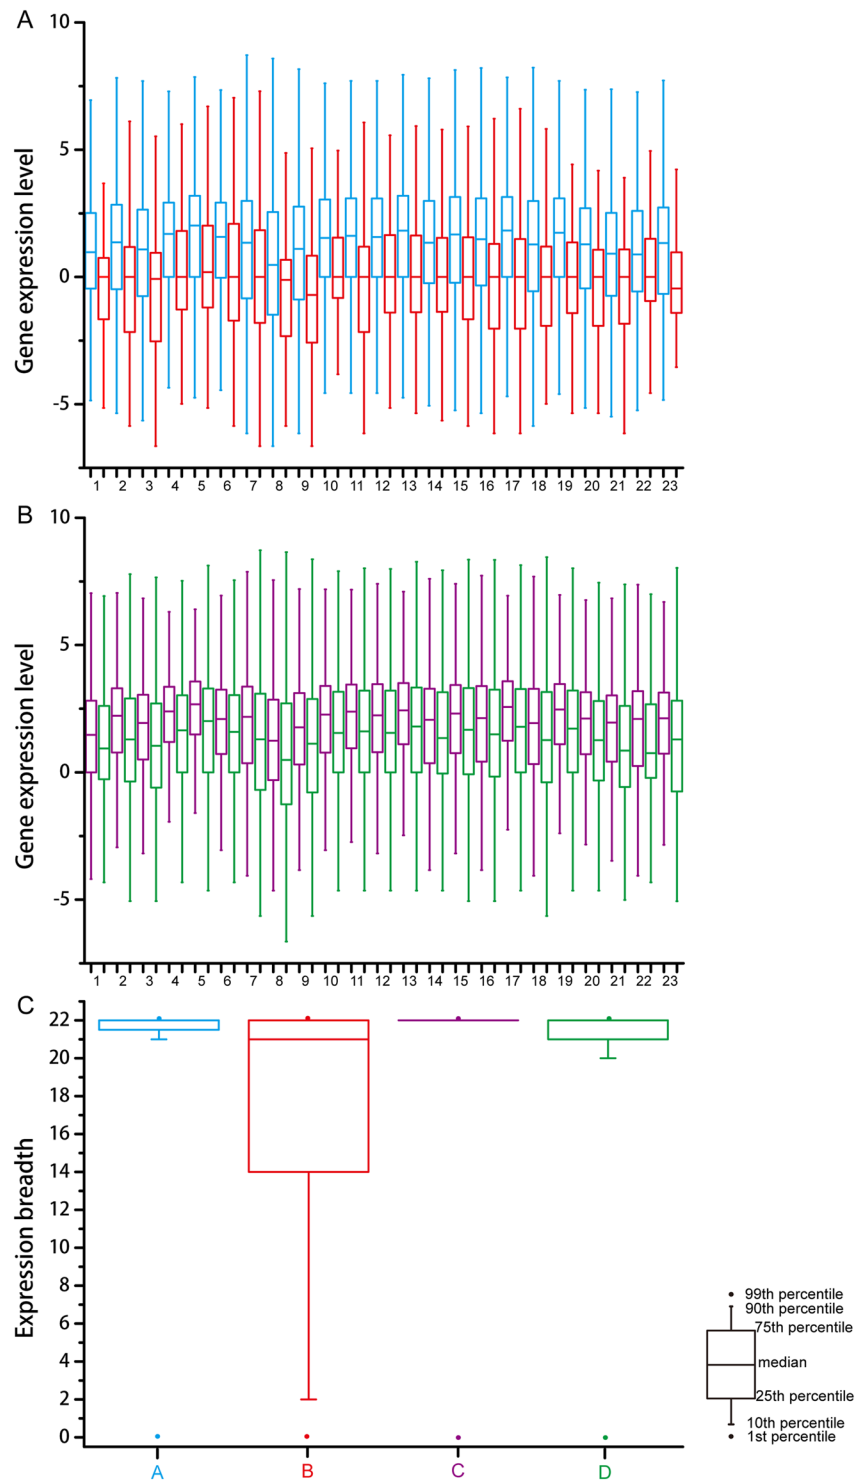 A
10
5
0
-5
Gene expression level
1 2 3 4 5 6 7 8 9 10 11 12 13 14 15 16 17 18 19 20 21 22 23
B
10
5
0
-5
Gene expression level
1 2 3 4 5 6 7 8 9 10 11 12 13 14 15 16 17 18 19 20 21 22 23
C
22
20
18
16
14
12
10
8
6
4
2
0
Expression breadth
A B C D
99th percentile
90th percentile
75th percentile
median
25th percentile
10th percentile
1st percentile